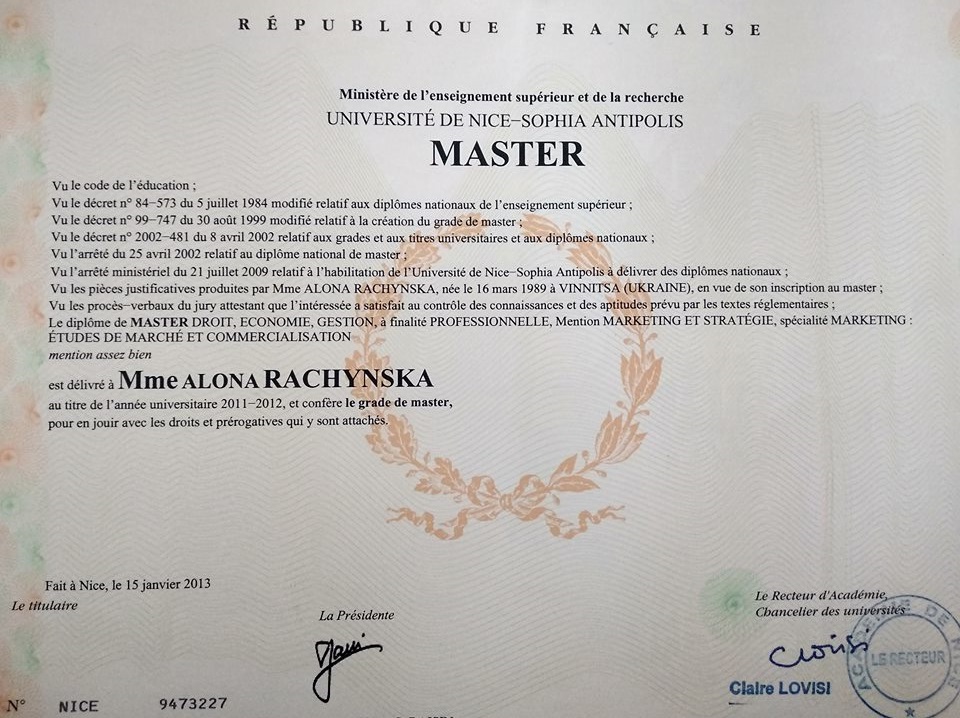 RÉPUBLIQUE FRANÇAISE
Ministère de l'enseignement supérieur et de la recherche
UNIVERSITÉ DE NICE–SOPHIA ANTIPOLIS
MASTER
Vu le code de l'éducation ;
Vu le décret n° 84–573 du 5 juillet 1984 modifié relatif aux diplômes nationaux de l'enseignement supérieur ;
Vu le décret n° 99–747 du 30 août 1999 modifié relatif à la création du grade de master ;
Vu le décret n° 2002–481 du 8 avril 2002 relatif aux grades et aux titres universitaires et aux diplômes nationaux ;
Vu l'arrêté du 25 avril 2002 relatif au diplôme national de master ;
Vu l'arrêté ministériel du 21 juillet 2009 relatif à l'habilitation de l'Université de Nice–Sophia Antipolis à délivrer des diplômes nationaux ;
Vu les pièces justificatives produites par Mme ALONA RACHYNSKA, née le 16 mars 1989 à VINNITSA (UKRAINE), en vue de son inscription au master ;
Vu les procès–verbaux du jury attestant que l'intéressée a satisfait au contrôle des connaissances et des aptitudes prévu par les textes réglementaires ;
Le diplôme de MASTER DROIT, ECONOMIE, GESTION, à finalité PROFESSIONNELLE, Mention MARKETING ET STRATÉGIE, spécialité MARKETING :
ÉTUDES DE MARCHÉ ET COMMERCIALISATION
mention assez bien
est délivré à Mme ALONA RACHYNSKA
au titre de l'année universitaire 2011–2012, et confère le grade de master,
pour en jouir avec les droits et prérogatives qui y sont attachés.
Fait à Nice, le 15 janvier 2013
Le titulaire
La Présidente
Le Recteur d'Académie,
Chancelier des universités
Claire LOVISI
ACADÉMIE DE NICE
LE RECTEUR
N° NICE 9473227